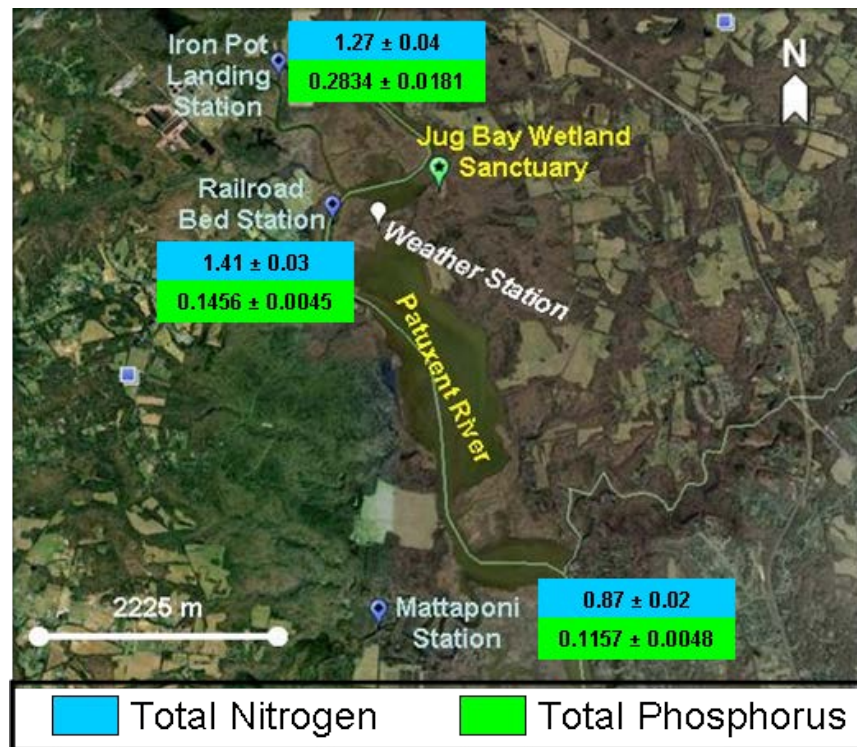 Iron Pot
Landing
Station
1.27 ± 0.04
0.2834 ± 0.0181
N
Jug Bay Wetland
Sanctuary
Railroad
Bed Station
Weather Station
1.41 ± 0.03
0.1456 ± 0.0045
Patuxent River
2225 m
Mattaponi
Station
0.87 ± 0.02
0.1157 ± 0.0048
Total Nitrogen
Total Phosphorus